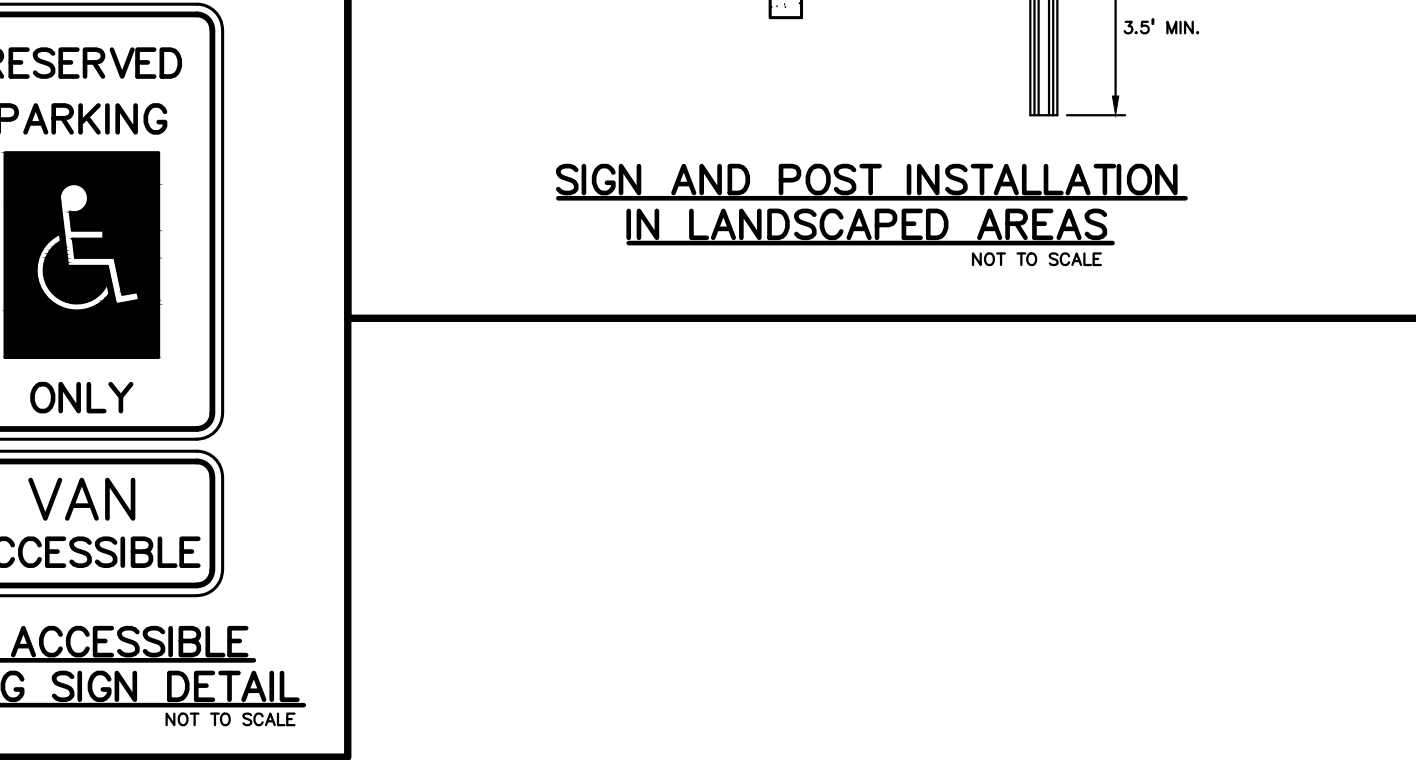 RESERVED
PARKING
ONLY
VAN
CCESSIBLE
ACCESSIBLE
G SIGN DETAIL
NOT TO SCALE
3.5' MIN.
SIGN AND POST INSTALLATION
IN LANDSCAPED AREAS
NOT TO SCALE